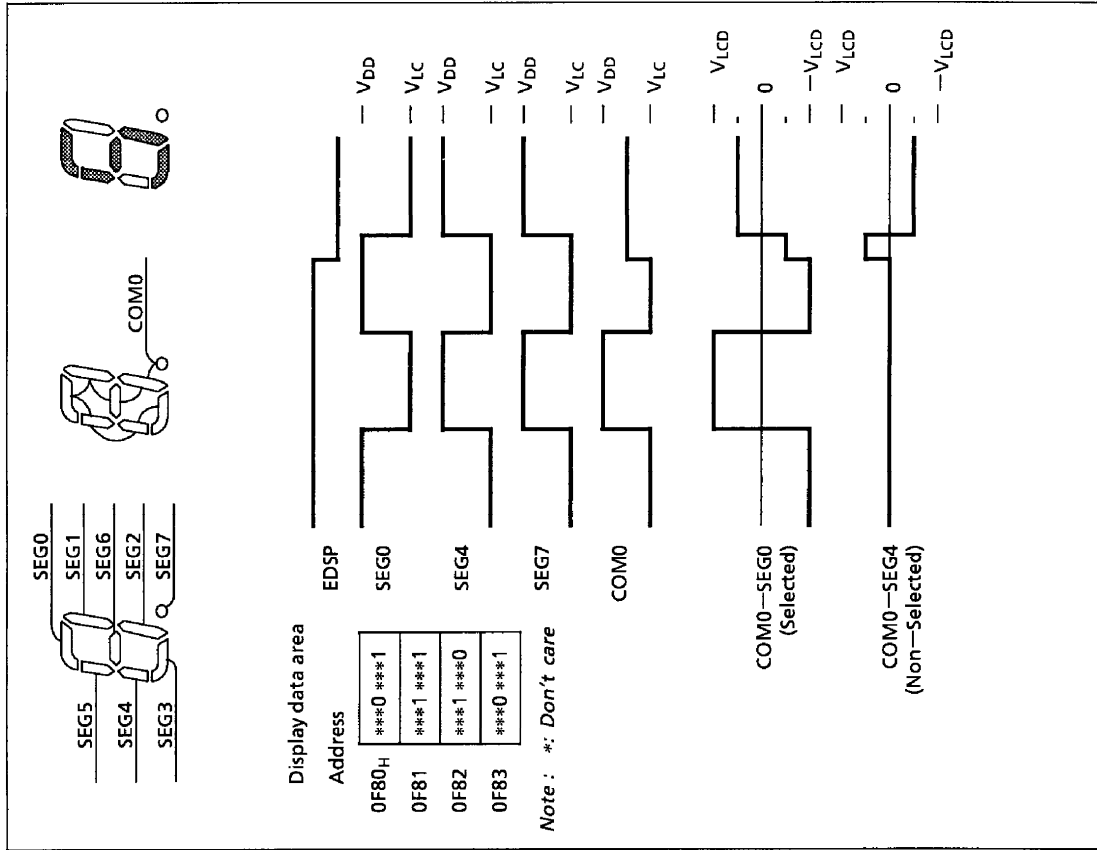 SEG0
SEG1
SEG6
SEG2
SEG7
SEG5
SEG4
SEG3
COM0
Display data area
Address
0F80H ***0 ***1
0F81 ***1 ***1
0F82 ***1 ***0
0F83 ***0 ***1
Note : *: Don't care
EDSP
SEG0
VDD
VLC
SEG4
VDD
VLC
SEG7
VDD
VLC
COM0
VDD
VLC
COM0—SEG0
(Selected)
VLCD
0
—VLCD
COM0—SEG4
(Non—Selected)
VLCD
0
—VLCD